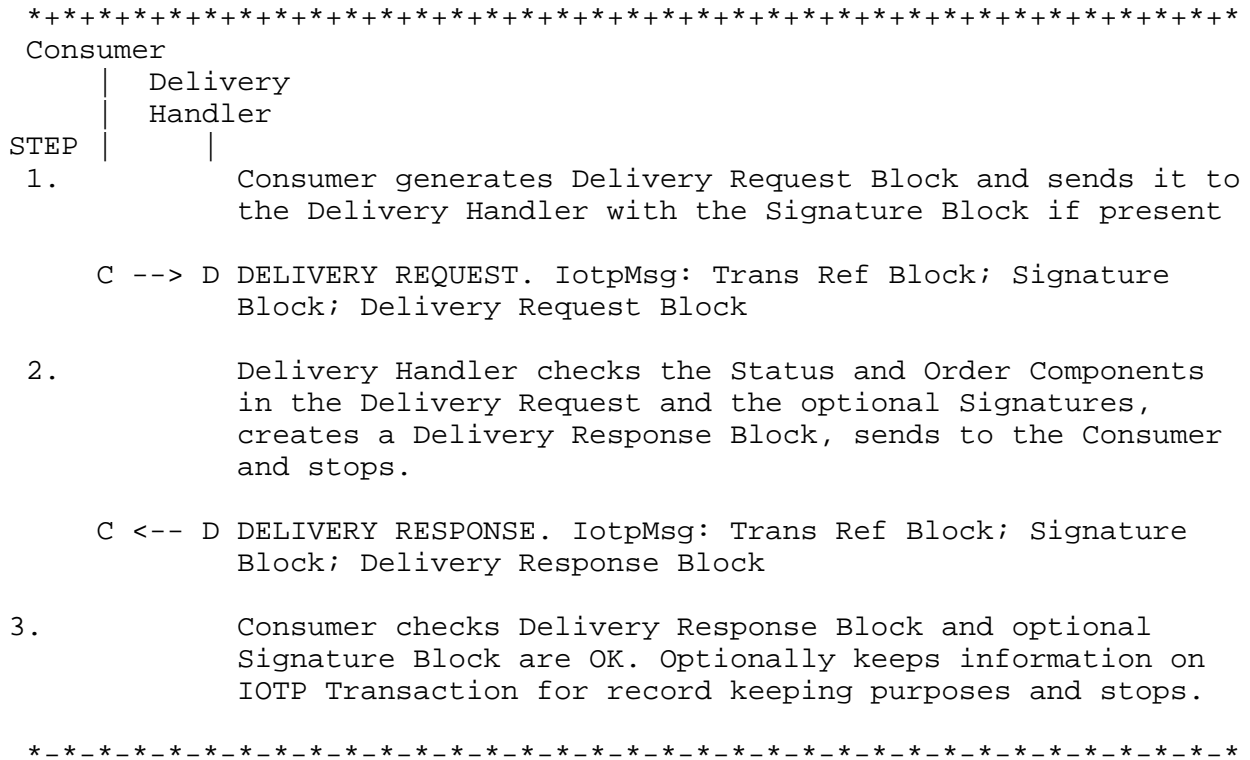 *+*+*+*+*+*+*+*+*+*+*+*+*+*+*+*+*+*+*+*+*+*+*+*+*+*+*+*+*+*+*+*+*+*+*
Consumer
| Delivery
| Handler
STEP | |
1. Consumer generates Delivery Request Block and sends it to
the Delivery Handler with the Signature Block if present
C --> D DELIVERY REQUEST. IotpMsg: Trans Ref Block; Signature
Block; Delivery Request Block
2. Delivery Handler checks the Status and Order Components
in the Delivery Request and the optional Signatures,
creates a Delivery Response Block, sends to the Consumer
and stops.
C <-- D DELIVERY RESPONSE. IotpMsg: Trans Ref Block; Signature
Block; Delivery Response Block
3. Consumer checks Delivery Response Block and optional
Signature Block are OK. Optionally keeps information on
IOTP Transaction for record keeping purposes and stops.
*-*-*-*-*-*-*-*-*-*-*-*-*-*-*-*-*-*-*-*-*-*-*-*-*-*-*-*-*-*-*-*-*-*-*